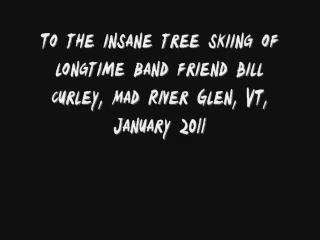 TO THE INSANE TREE SKIING OF
LONGTIME BAND FRIEND BILL
CURLEY, MAD RIVER GLEN, VT,
JANUARY 2011